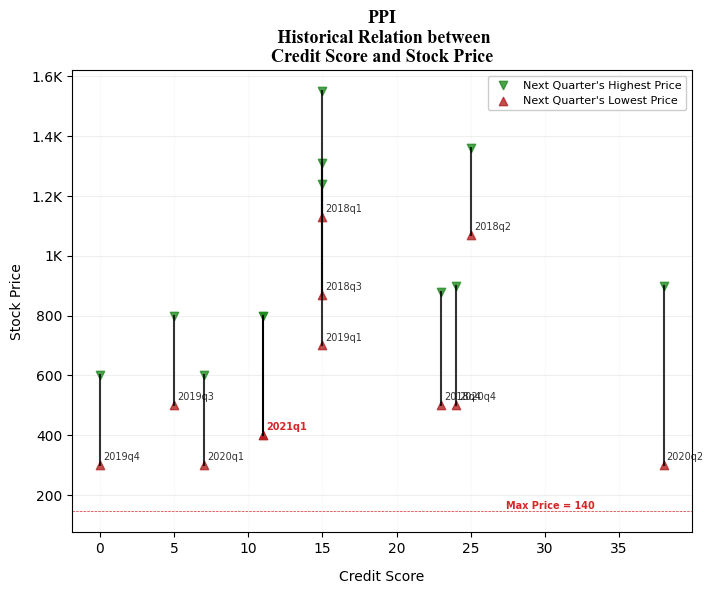 PPI
Historical Relation between
Credit Score and Stock Price
Next Quarter's Highest Price
Next Quarter's Lowest Price
1.6K
1.4K
1.2K
1K
800
600
400
200
Stock Price
2018q1
2018q2
2018q3
2019q1
2019q3
2018q4
2020q4
2021q1
2019q4
2020q1
2020q2
Max Price = 140
0 5 10 15 20 25 30 35
Credit Score